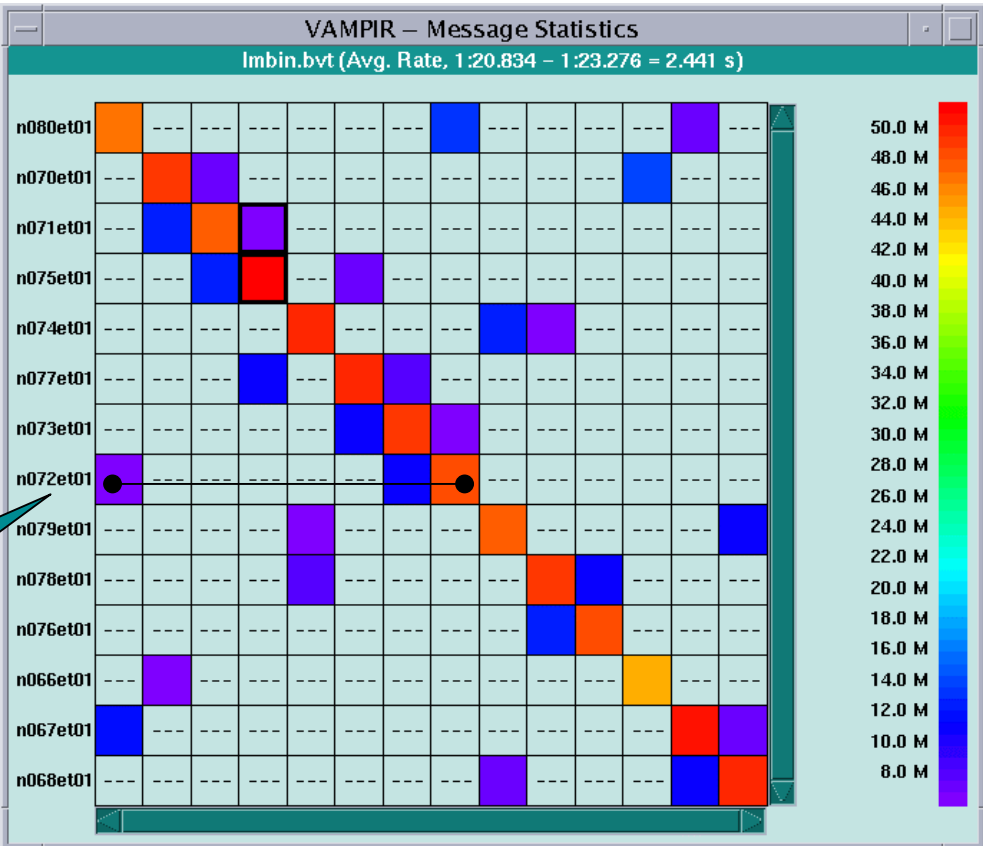 VAMPIR – Message Statistics
lmbin.bvt (Avg. Rate, 1:20.834 – 1:23.276 = 2.441 s)
n080et01
n070et01
n071et01
n075et01
n074et01
n077et01
n073et01
n072et01
n079et01
n078et01
n076et01
n066et01
n067et01
n068et01
50.0 M
48.0 M
46.0 M
44.0 M
42.0 M
40.0 M
38.0 M
36.0 M
34.0 M
32.0 M
30.0 M
28.0 M
26.0 M
24.0 M
22.0 M
20.0 M
18.0 M
16.0 M
14.0 M
12.0 M
10.0 M
8.0 M